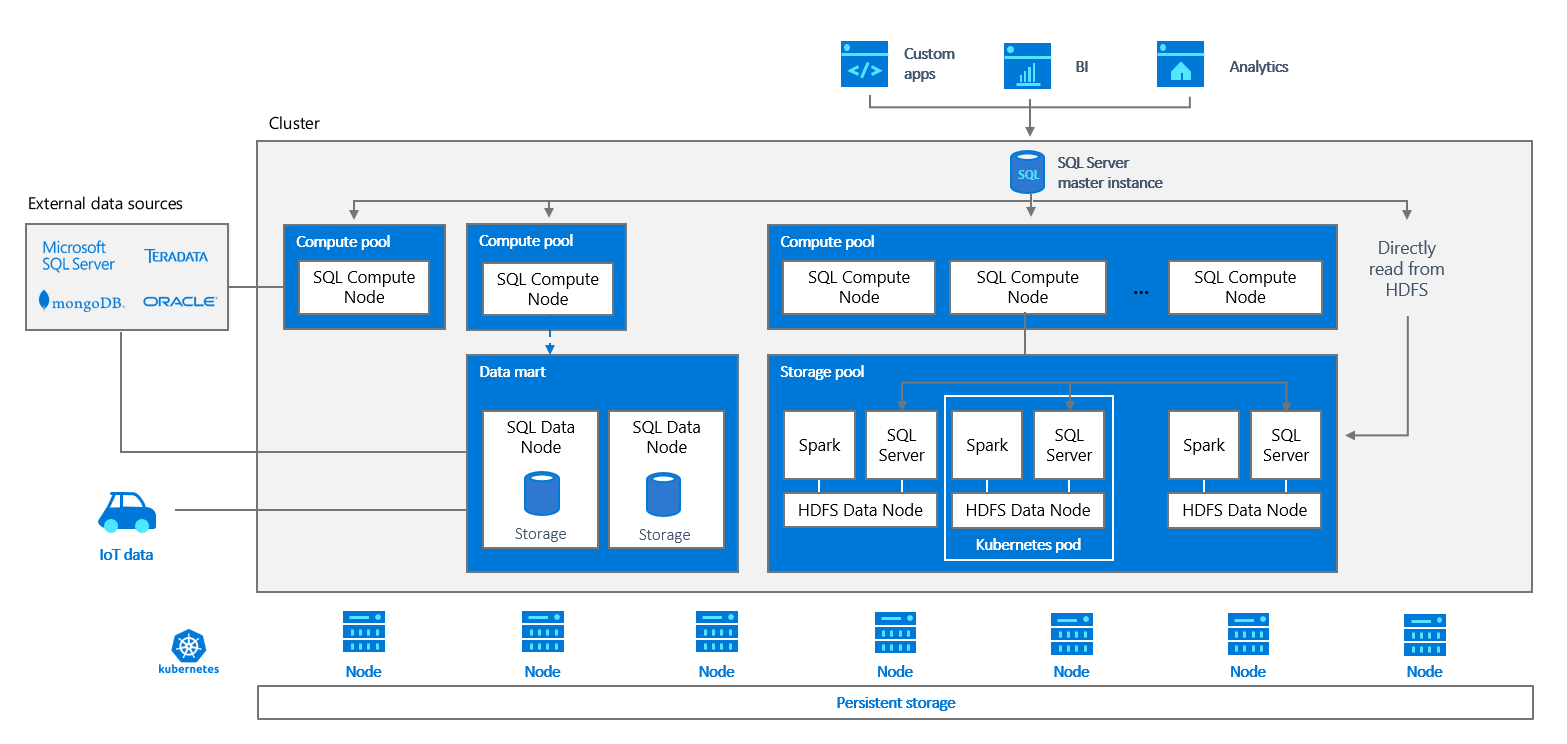 Custom
apps
BI
Analytics
Cluster
SQL
SQL Server
master instance
External data sources
Microsoft
SQL Server
TERADATA
mongoDB.
ORACLE
Compute pool
SQL Compute
Node
Compute pool
SQL Compute
Node
Compute pool
SQL Compute
Node
SQL Compute
Node
...
SQL Compute
Node
Directly
read from
HDFS
Data mart
SQL Data
Node
Storage
SQL Data
Node
Storage
Storage pool
Spark
SQL
Server
HDFS Data Node
Spark
SQL
Server
HDFS Data Node
Kubernetes pod
Spark
SQL
Server
HDFS Data Node
IoT data
kubernetes
Node
Node
Node
Node
Node
Node
Node
Persistent storage